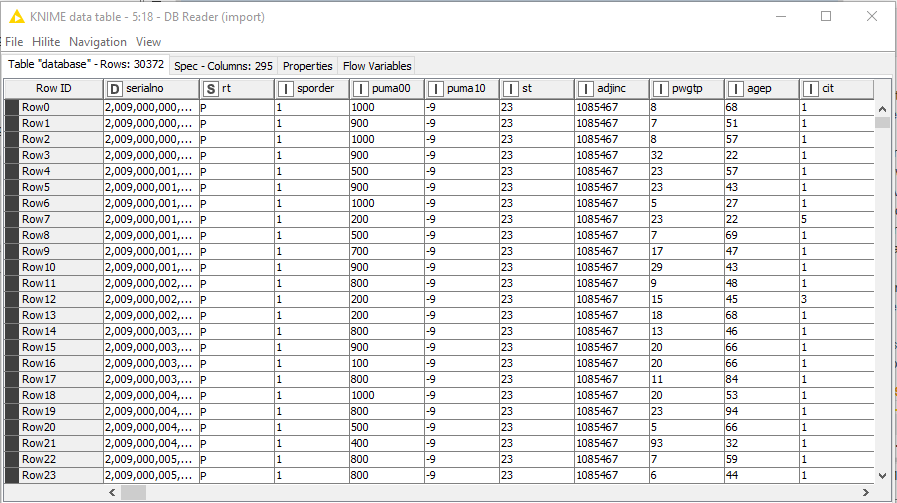 KNIME data table - 5:18 - DB Reader (import)
File Hilite Navigation View
Table "database" - Rows: 30372 Spec - Columns: 295 Properties Flow Variables
Row ID D serialno S rt I sporder I puma00 I puma10 I st I adjinc I pwgtp I agep I cit
Row0 2,009,000,000,... P 1 1000 -9 23 1085467 8 68 1
Row1 2,009,000,000,... P 1 900 -9 23 1085467 7 51 1
Row2 2,009,000,000,... P 1 1000 -9 23 1085467 8 57 1
Row3 2,009,000,000,... P 1 900 -9 23 1085467 32 22 1
Row4 2,009,000,001,... P 1 500 -9 23 1085467 23 57 1
Row5 2,009,000,001,... P 1 900 -9 23 1085467 23 43 1
Row6 2,009,000,001,... P 1 1000 -9 23 1085467 5 27 1
Row7 2,009,000,001,... P 1 200 -9 23 1085467 23 22 5
Row8 2,009,000,001,... P 1 500 -9 23 1085467 7 69 1
Row9 2,009,000,001,... P 1 700 -9 23 1085467 17 47 1
Row10 2,009,000,001,... P 1 900 -9 23 1085467 29 43 1
Row11 2,009,000,002,... P 1 800 -9 23 1085467 9 48 1
Row12 2,009,000,002,... P 1 200 -9 23 1085467 15 45 3
Row13 2,009,000,002,... P 1 200 -9 23 1085467 18 68 1
Row14 2,009,000,003,... P 1 800 -9 23 1085467 13 46 1
Row15 2,009,000,003,... P 1 900 -9 23 1085467 20 66 1
Row16 2,009,000,003,... P 1 100 -9 23 1085467 20 66 1
Row17 2,009,000,003,... P 1 800 -9 23 1085467 11 84 1
Row18 2,009,000,004,... P 1 1000 -9 23 1085467 20 53 1
Row19 2,009,000,004,... P 1 800 -9 23 1085467 23 94 1
Row20 2,009,000,004,... P 1 500 -9 23 1085467 5 66 1
Row21 2,009,000,004,... P 1 400 -9 23 1085467 93 32 1
Row22 2,009,000,005,... P 1 800 -9 23 1085467 7 59 1
Row23 2,009,000,005,... P 1 800 -9 23 1085467 6 44 1